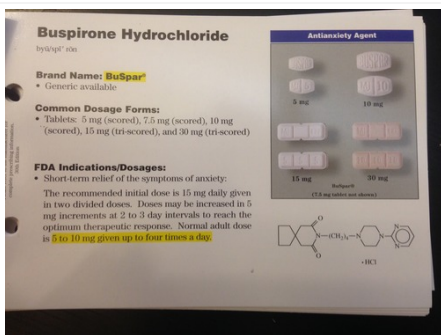 Buspirone Hydrochloride
Brand Name: BuSpar®
• Generic available
Common Dosage Forms:
• Tablets: 5 mg (scored), 7.5 mg (scored), 10 mg
(scored), 15 mg (tri-scored), and 30 mg (tri-scored)
FDA Indications/Dosages:
• Short-term relief of the symptoms of anxiety:
The recommended initial dose is 15 mg daily given
in two divided doses. Doses may be increased in 5
mg increments at 2 to 3 day intervals to reach the
optimum therapeutic response. Normal adult dose
is 5 to 10 mg given up to four times a day.
Antianxiety Agent
5 mg
10 mg
15 mg
30 mg
BuSpar®
(7.5 mg tablet not shown)
O
N—(CH₂)₄—N
N
N
N
O
• HCl